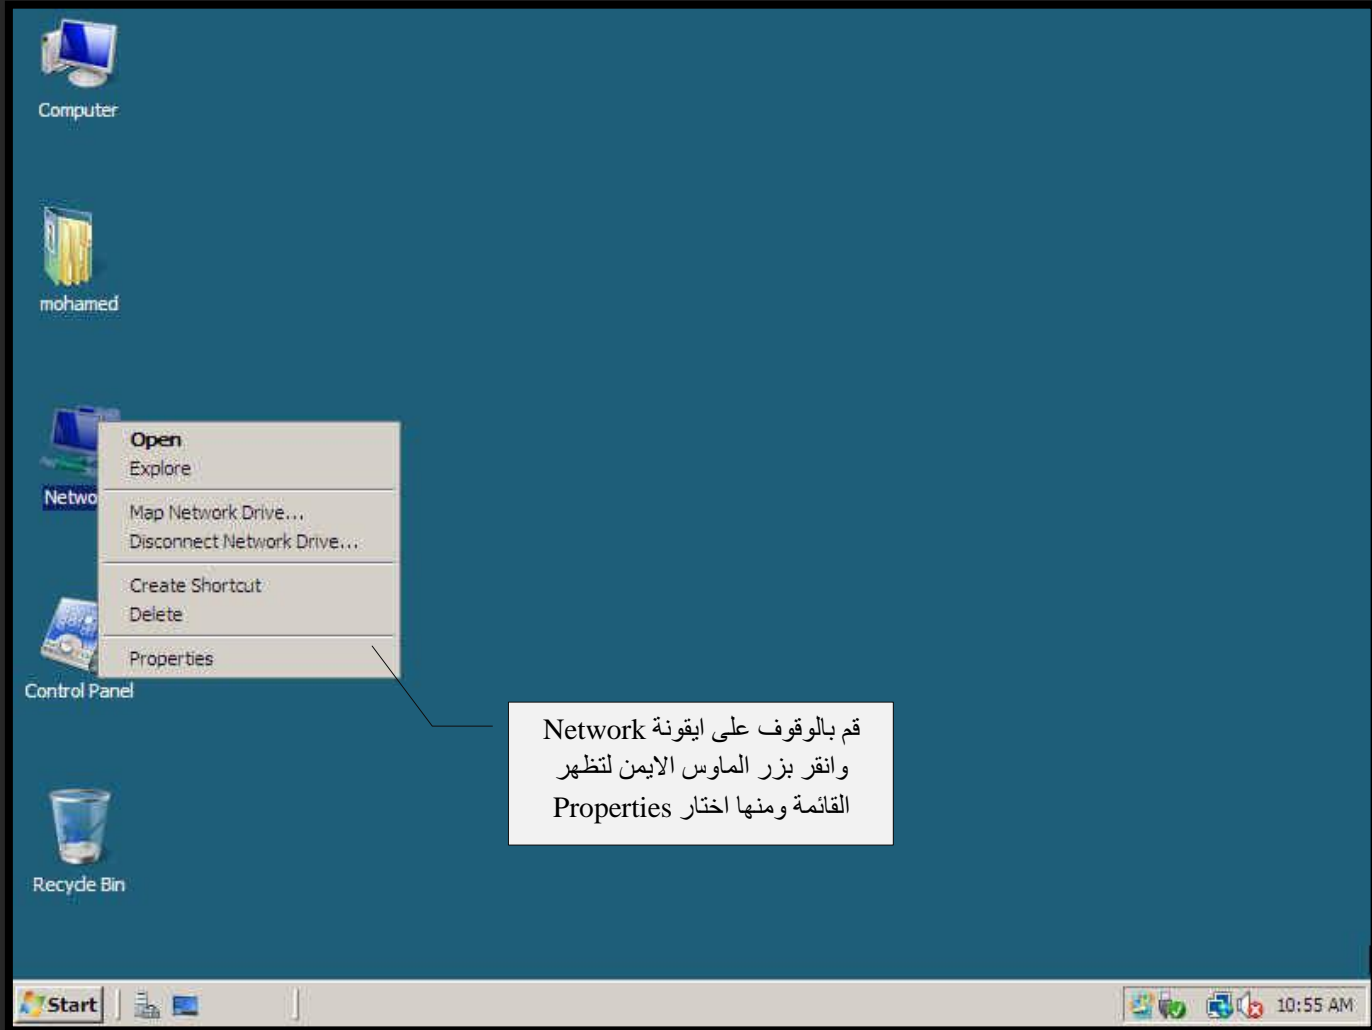 Computer
mohamed
Open
Explore
Netwo
Map Network Drive...
Disconnect Network Drive...
Create Shortcut
Delete
Properties
Control Panel
قم بالوقوف على ايقونة Network
وانقر بزر الماوس الايمن لتظهر
القائمة ومنها اختار Properties
Recycle Bin
Start
10:55 AM